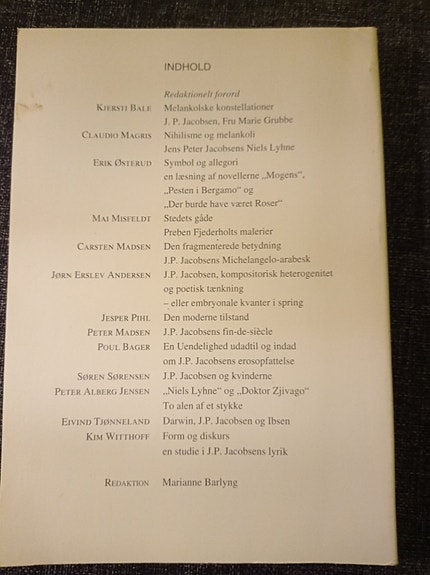 INDHOLD
Redaktionelt forord
KJERSTI BALE Melankolske konstellationer
J. P. Jacobsen, Fru Marie Grubbe
CLAUDIO MAGRIS Nihilisme og melankoli
Jens Peter Jacobsens Niels Lyhne
ERIK ØSTERUD Symbol og allegori
en læsning af novellerne „Mogens“,
„Pesten i Bergamo“ og
„Der burde have været Roser“
MAI MISFELDT Stedets gåde
Preben Fjederholts malerier
CARSTEN MADSEN Den fragmenterede betydning
J.P. Jacobsens Michelangelo-arabesk
JØRN ERSLEV ANDERSEN J.P. Jacobsen, kompositorisk heterogenitet
og poetisk tænkning
– eller embryonale kvanter i spring
JESPER PIHL Den moderne tilstand
PETER MADSEN J.P. Jacobsens fin-de-siècle
POUL BAGER En Uendelighed udadtil og indad
om J.P. Jacobsens erosopfattelse
SØREN SØRENSEN J.P. Jacobsen og kvinderne
PETER ALBERG JENSEN „Niels Lyhne“ og „Doktor Zjivago“
To alen af et stykke
EIVIND TJØNNELAND Darwin, J.P. Jacobsen og Ibsen
KIM WITTHOFF Form og diskurs
en studie i J.P. Jacobsens lyrik
REDAKTION Marianne Barlyng